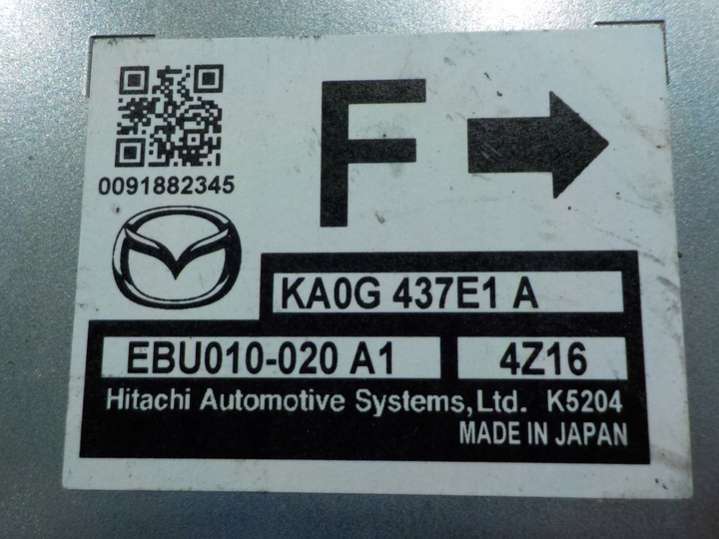 F
0091882345
KA0G 437E1 A
EBU010-020 A1 4Z16
Hitachi Automotive Systems,Ltd. K5204
MADE IN JAPAN